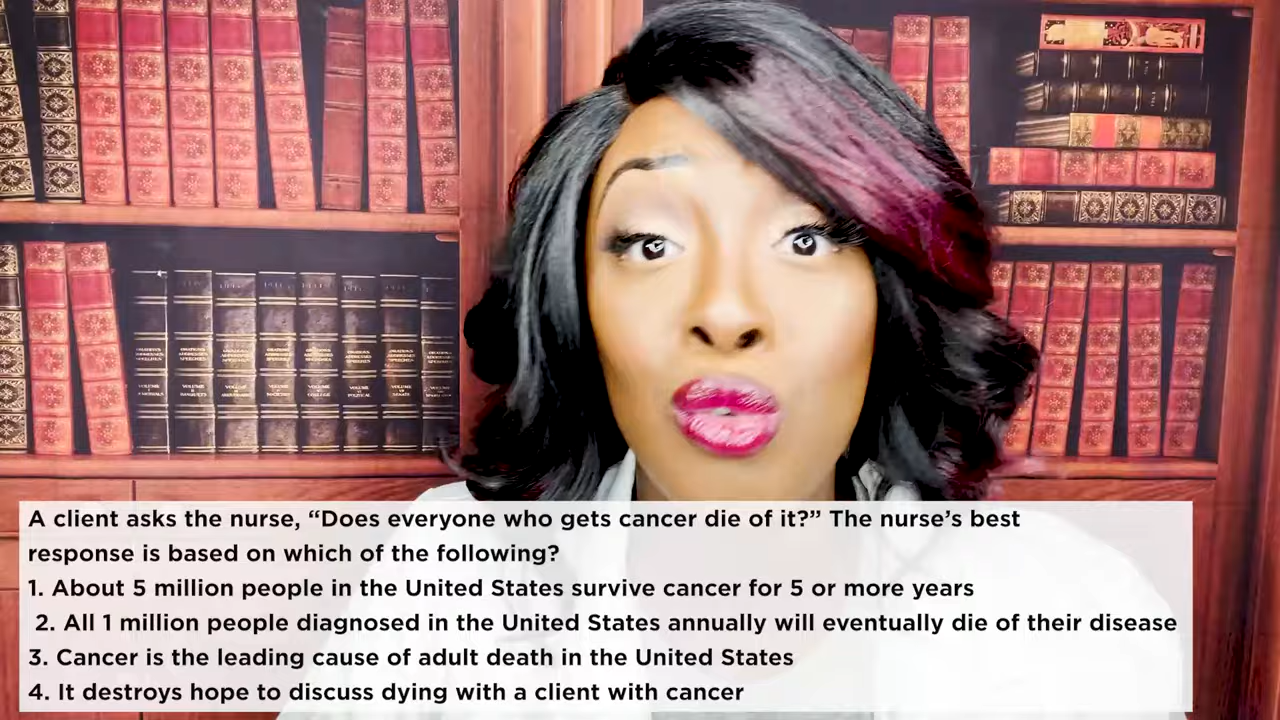 A client asks the nurse, “Does everyone who gets cancer die of it?” The nurse’s best
response is based on which of the following?
1. About 5 million people in the United States survive cancer for 5 or more years
2. All 1 million people diagnosed in the United States annually will eventually die of their disease
3. Cancer is the leading cause of adult death in the United States
4. It destroys hope to discuss dying with a client with cancer